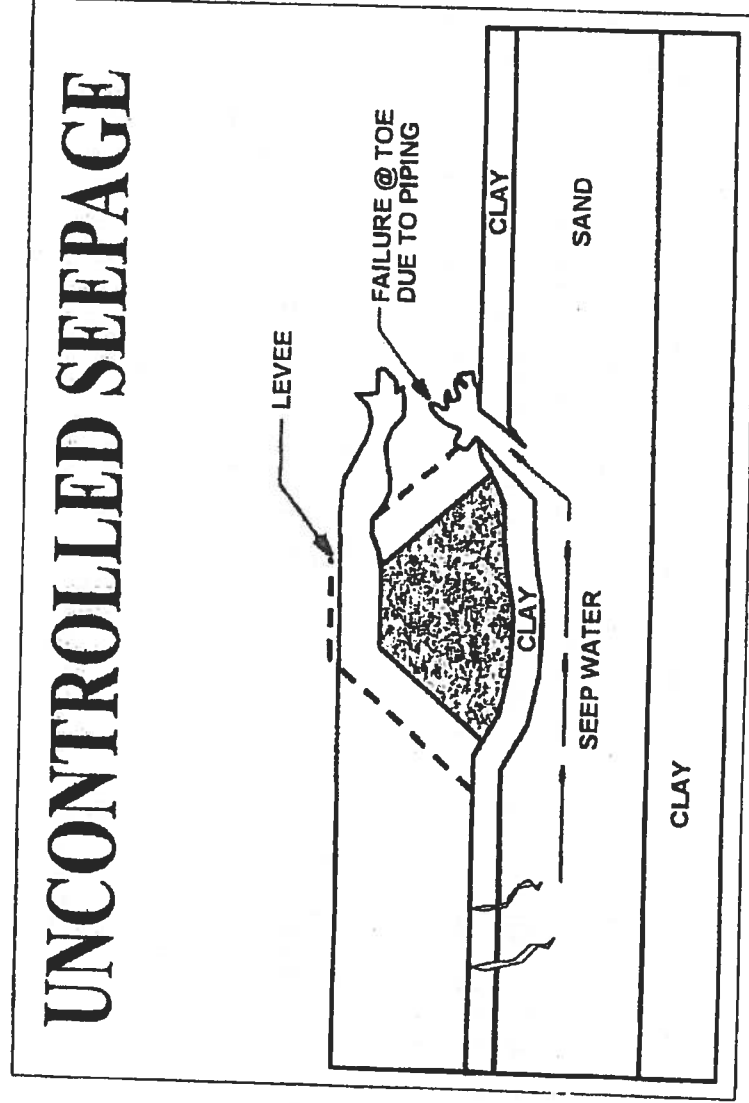 UNCONTROLLED SEEPAGE
LEVEE
FAILURE @ TOE
DUE TO PIPING
CLAY
CLAY
SAND
SEEP WATER
CLAY